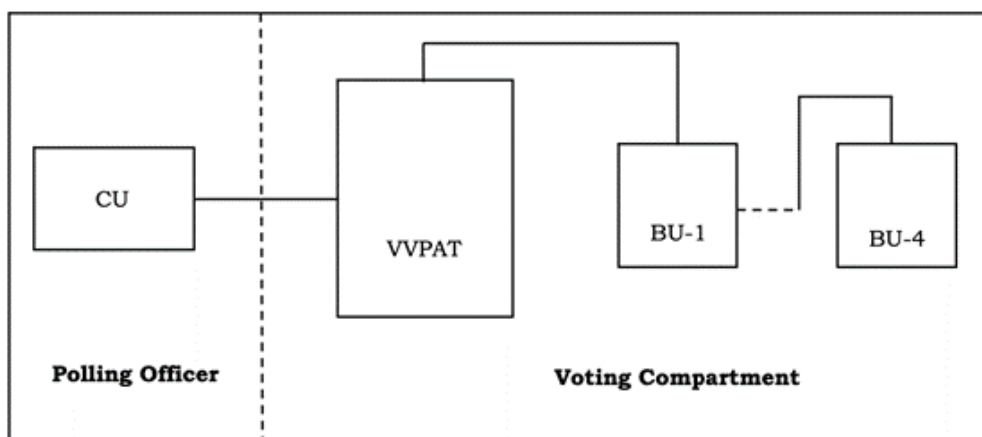 CU
VVPAT
BU-1
BU-4
Polling Officer
Voting Compartment